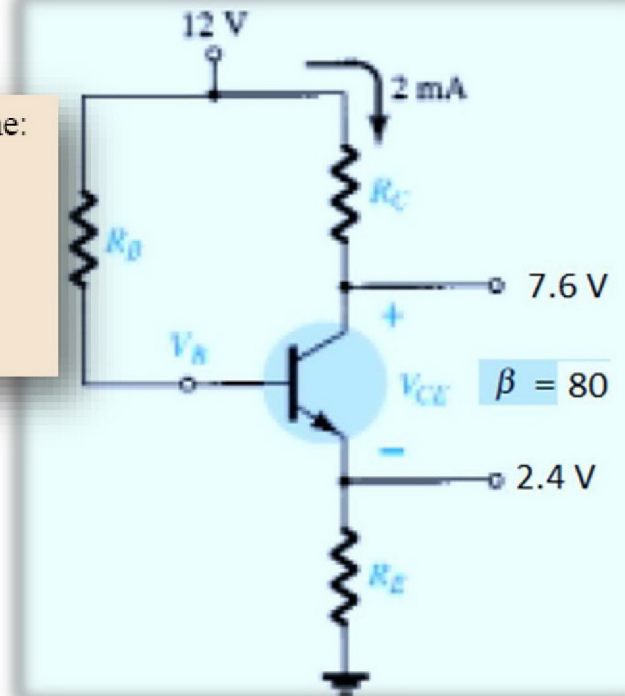 12 V
ne:
2 mA
R_C
R_B
7.6 V
+
V_B
V_CE
β = 80
−
2.4 V
R_E